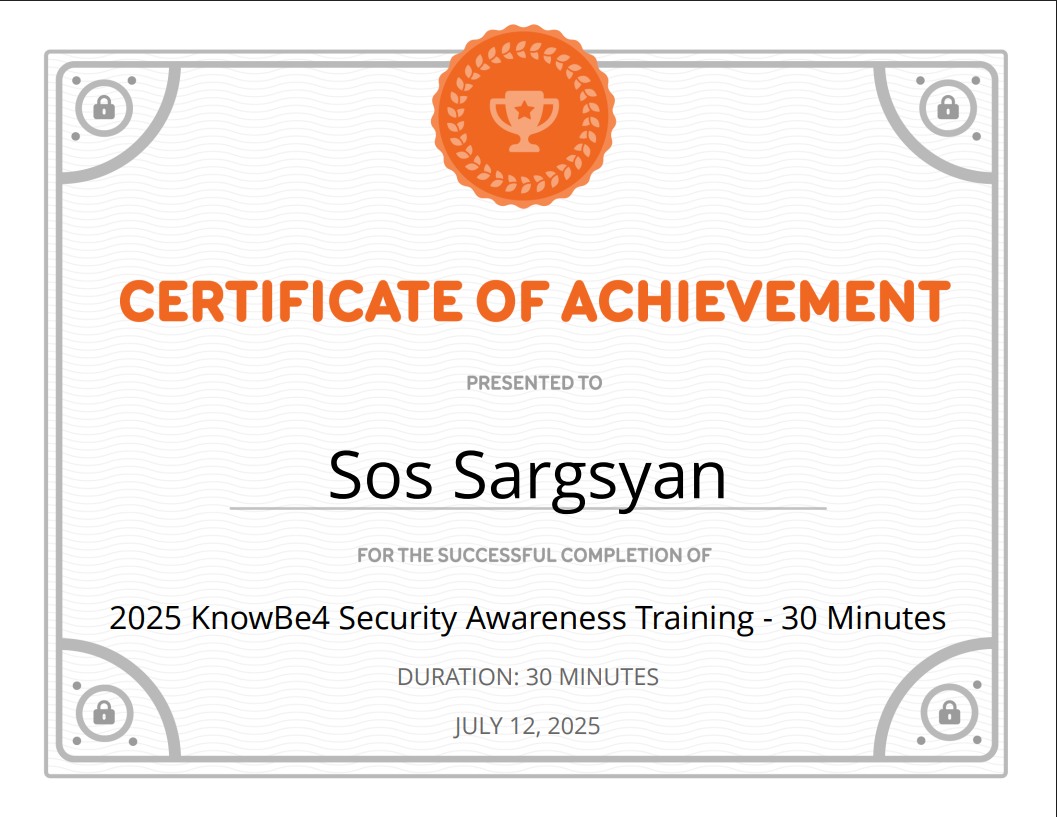 CERTIFICATE OF ACHIEVEMENT
PRESENTED TO
Sos Sargsyan
FOR THE SUCCESSFUL COMPLETION OF
2025 KnowBe4 Security Awareness Training - 30 Minutes
DURATION: 30 MINUTES
JULY 12, 2025